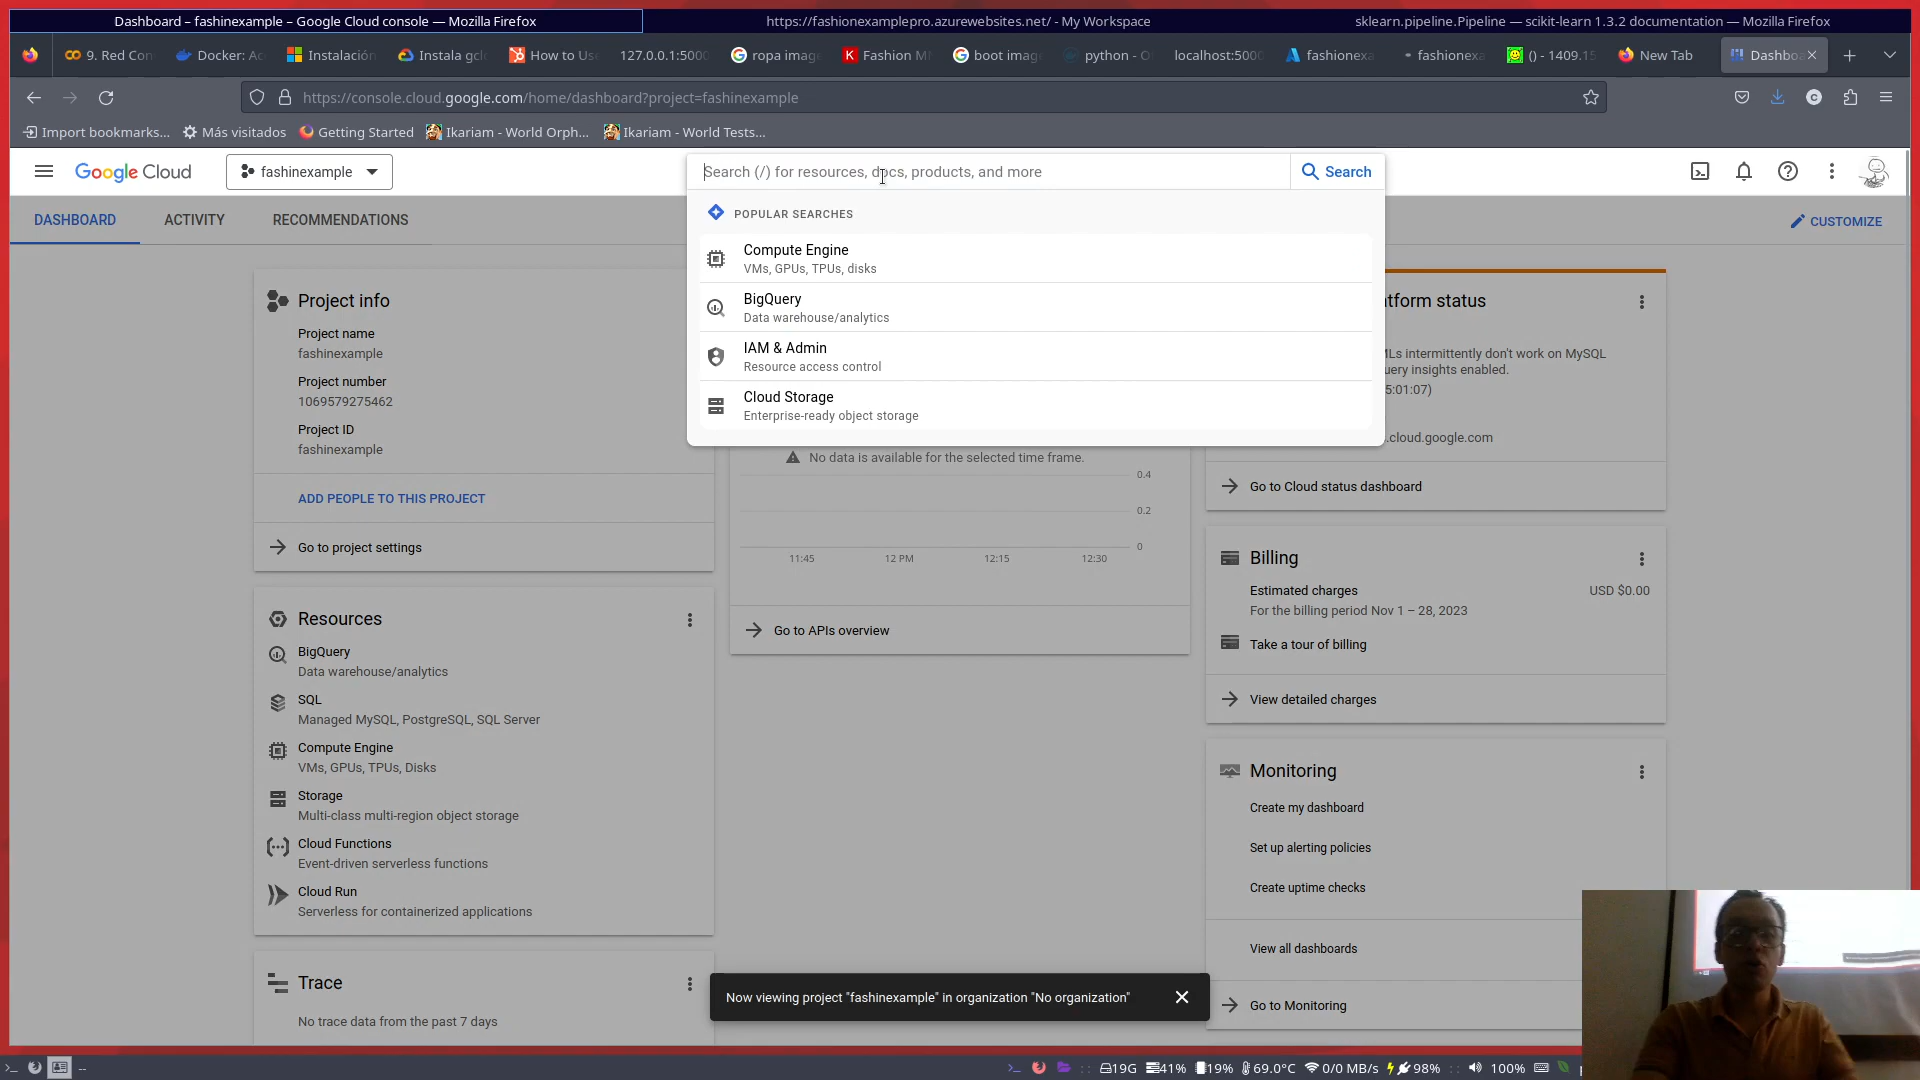 Dashboard – fashinexample – Google Cloud console — Mozilla Firefox
https://fashionexamplepro.azurewebsites.net/ - My Workspace
sklearn.pipeline.Pipeline — scikit-learn 1.3.2 documentation — Mozilla Firefox
9. Red Con
Docker: Ac
Instalación
Instala gcl
How to Us
127.0.0.1:5000
ropa imag
Fashion M
boot imag
python - O
localhost:5000
fashionexa
fashionexa
() - 1409.15
New Tab
Dashboa
https://console.cloud.google.com/home/dashboard?project=fashinexample
Import bookmarks...
Más visitados
Getting Started
Ikariam - World Orph...
Ikariam - World Tests...
Google Cloud
fashinexample
Search (/) for resources, docs, products, and more
Search
DASHBOARD
ACTIVITY
RECOMMENDATIONS
CUSTOMIZE
POPULAR SEARCHES
Compute Engine
VMs, GPUs, TPUs, disks
BigQuery
Data warehouse/analytics
IAM & Admin
Resource access control
Cloud Storage
Enterprise-ready object storage
Project info
Project name
fashinexample
Project number
1069579275462
Project ID
fashinexample
ADD PEOPLE TO THIS PROJECT
Go to project settings
Resources
BigQuery
Data warehouse/analytics
SQL
Managed MySQL, PostgreSQL, SQL Server
Compute Engine
VMs, GPUs, TPUs, Disks
Storage
Multi-class multi-region object storage
Cloud Functions
Event-driven serverless functions
Cloud Run
Serverless for containerized applications
Trace
No trace data from the past 7 days
No data is available for the selected time frame.
0.4
0.2
0
11:45
12 PM
12:15
12:30
Go to APIs overview
tform status
MLs intermittently don't work on MySQL
uery insights enabled.
5:01:07)
.cloud.google.com
Go to Cloud status dashboard
Billing
Estimated charges
USD $0.00
For the billing period Nov 1 – 28, 2023
Take a tour of billing
View detailed charges
Monitoring
Create my dashboard
Set up alerting policies
Create uptime checks
View all dashboards
Go to Monitoring
Now viewing project "fashinexample" in organization "No organization"
--
19G
41%
19%
69.0°C
0/0 MB/s
98%
100%